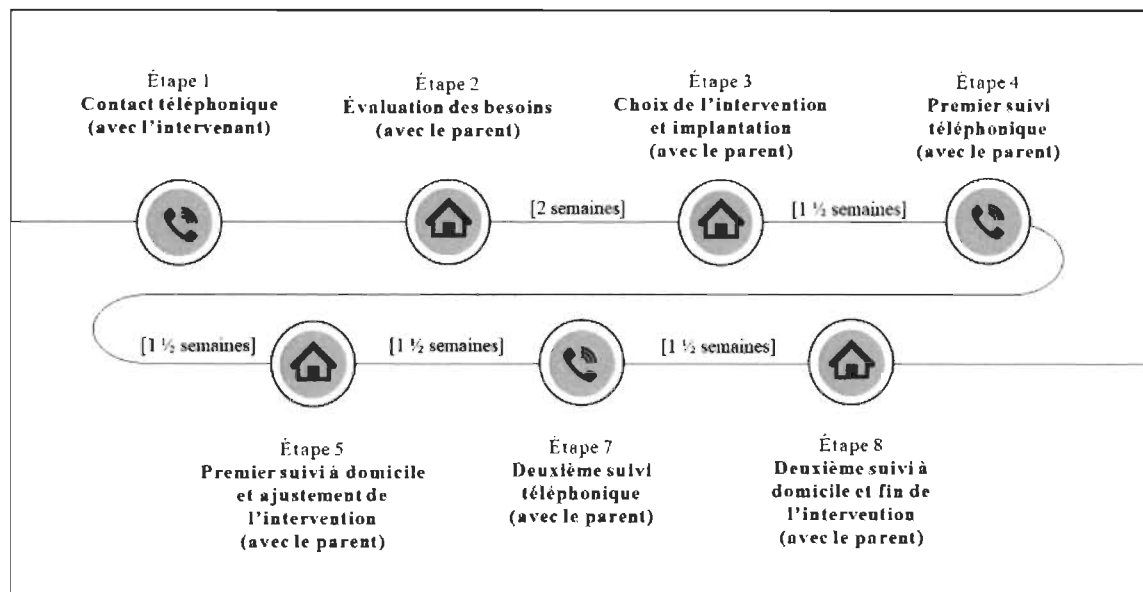 Étape 1
Contact téléphonique
(avec l'intervenant)
Étape 2
Évaluation des besoins
(avec le parent)
Étape 3
Choix de l'intervention
et implantation
(avec le parent)
Étape 4
Premier suivi
téléphonique
(avec le parent)
[2 semaines]
[1 ½ semaines]
[1 ½ semaines]
[1 ½ semaines]
[1 ½ semaines]
Étape 5
Premier suivi à domicile
et ajustement de
l'intervention
(avec le parent)
Étape 7
Deuxième suivi
téléphonique
(avec le parent)
Étape 8
Deuxième suivi à
domicile et fin de
l'intervention
(avec le parent)